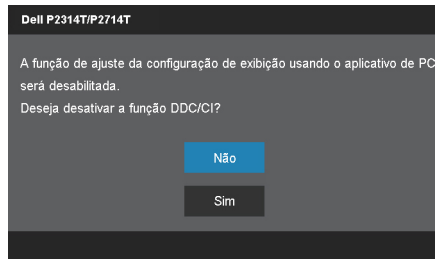 Dell P2314T/P2714T
A função de ajuste da configuração de exibição usando o aplicativo de PC
será desabilitada.
Deseja desativar a função DDC/CI?
Não
Sim